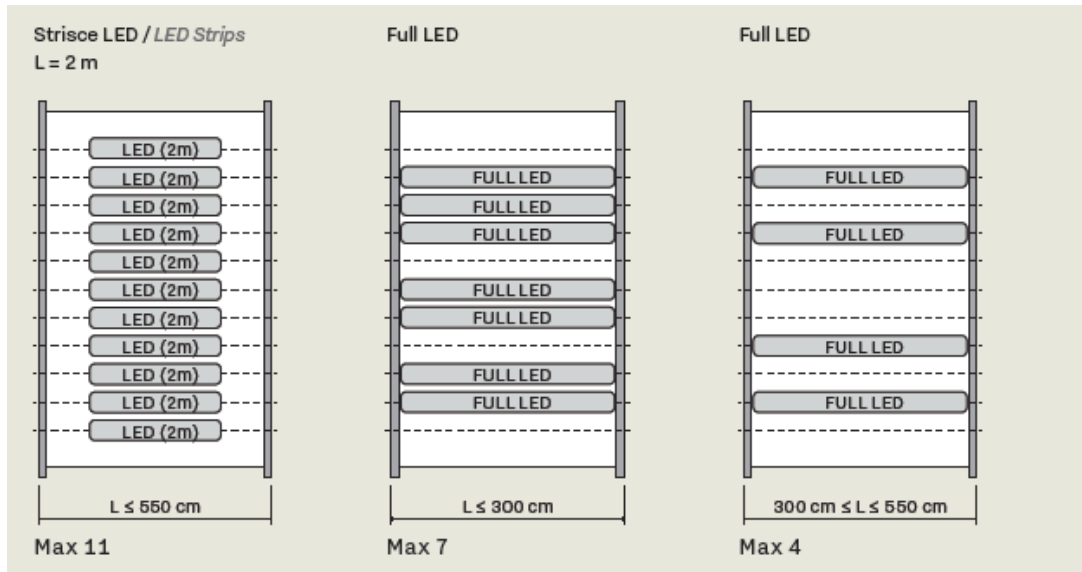 Strisce LED / LED Strips
L = 2 m
LED (2m)
LED (2m)
LED (2m)
LED (2m)
LED (2m)
LED (2m)
LED (2m)
LED (2m)
LED (2m)
LED (2m)
LED (2m)
L ≤ 550 cm
Max 11
Full LED
FULL LED
FULL LED
FULL LED
FULL LED
FULL LED
FULL LED
FULL LED
L ≤ 300 cm
Max 7
Full LED
FULL LED
FULL LED
FULL LED
FULL LED
300 cm ≤ L ≤ 550 cm
Max 4